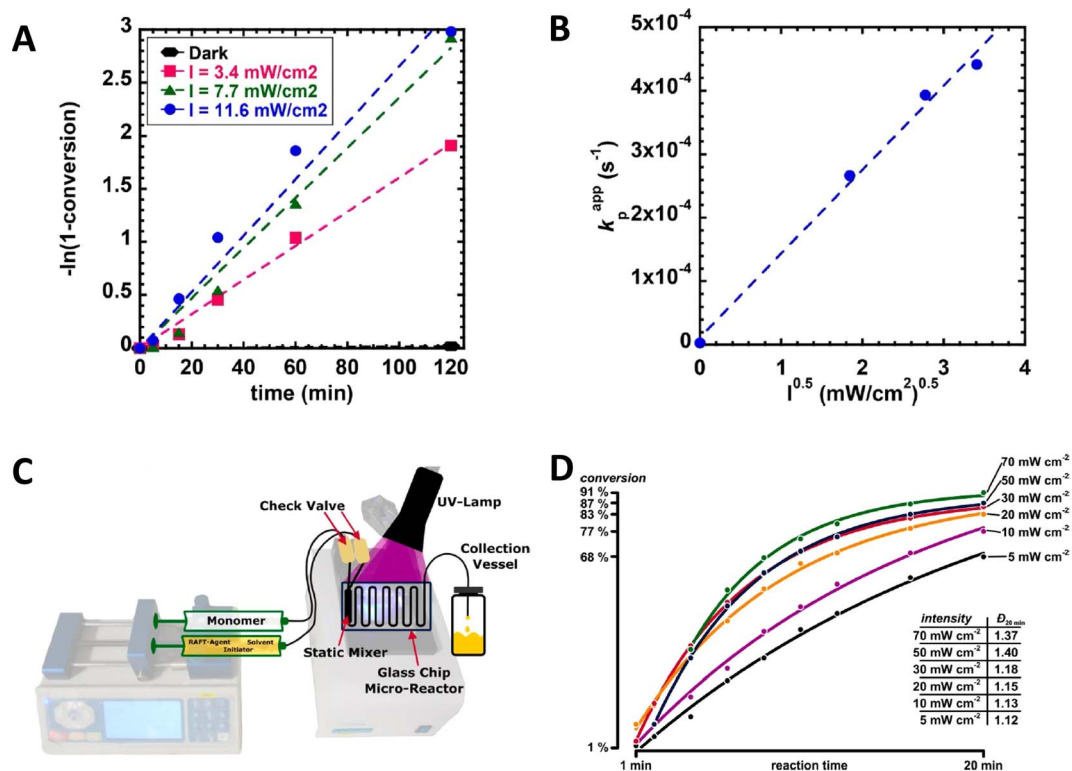 A
3
2.5
2
1.5
1
0.5
0
-ln(1-conversion)
Dark
I = 3.4 mW/cm2
I = 7.7 mW/cm2
I = 11.6 mW/cm2
0 20 40 60 80 100 120
time (min)
B
5x10⁻⁴
4x10⁻⁴
3x10⁻⁴
2x10⁻⁴
1x10⁻⁴
0
kₚᵃᵖᵖ (s⁻¹)
0 1 2 3 4
I⁰·⁵ (mW/cm²)⁰·⁵
C
UV-Lamp
Check Valve
Collection
Vessel
Monomer
RAFT-Agent Solvent
Initiator
Static Mixer
Glass Chip
Micro-Reactor
D
conversion
91 %
87 %
83 %
77 %
68 %
1 %
70 mW cm⁻²
50 mW cm⁻²
30 mW cm⁻²
20 mW cm⁻²
10 mW cm⁻²
5 mW cm⁻²
intensity Đ₂₀ ₘᵢₙ
70 mW cm⁻² 1.37
50 mW cm⁻² 1.40
30 mW cm⁻² 1.18
20 mW cm⁻² 1.15
10 mW cm⁻² 1.13
5 mW cm⁻² 1.12
1 min reaction time 20 min